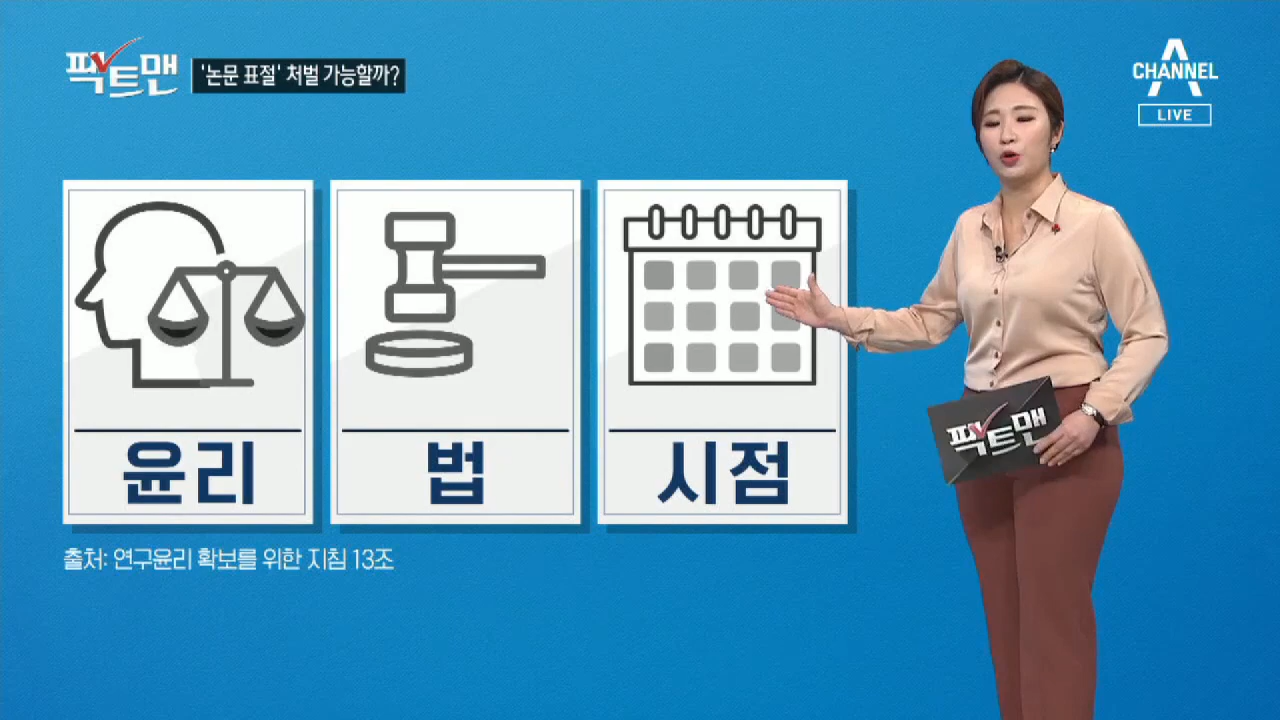 팩트맨
'논문 표절' 처벌 가능할까?
CHANNEL A
LIVE
윤리
법
시점
출처: 연구윤리 확보를 위한 지침 13조
팩트맨